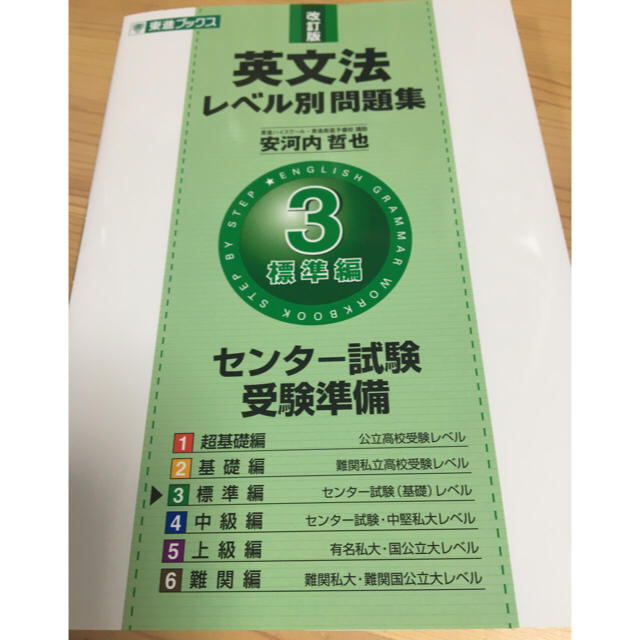 東進ブックス
改訂版
英文法
レベル別問題集
東進ハイスクール・東進衛星予備校 講師
安河内 哲也
STEP BY STEP ★ ENGLISH GRAMMAR WORKBOOK
3
標準編
センター試験
受験準備
1 超基礎編 公立高校受験レベル
2 基礎編 難関私立高校受験レベル
▶ 3 標準編 センター試験(基礎)レベル
4 中級編 センター試験・中堅私大レベル
5 上級編 有名私大・国公立大レベル
6 難関編 難関私大・難関国公立大レベル